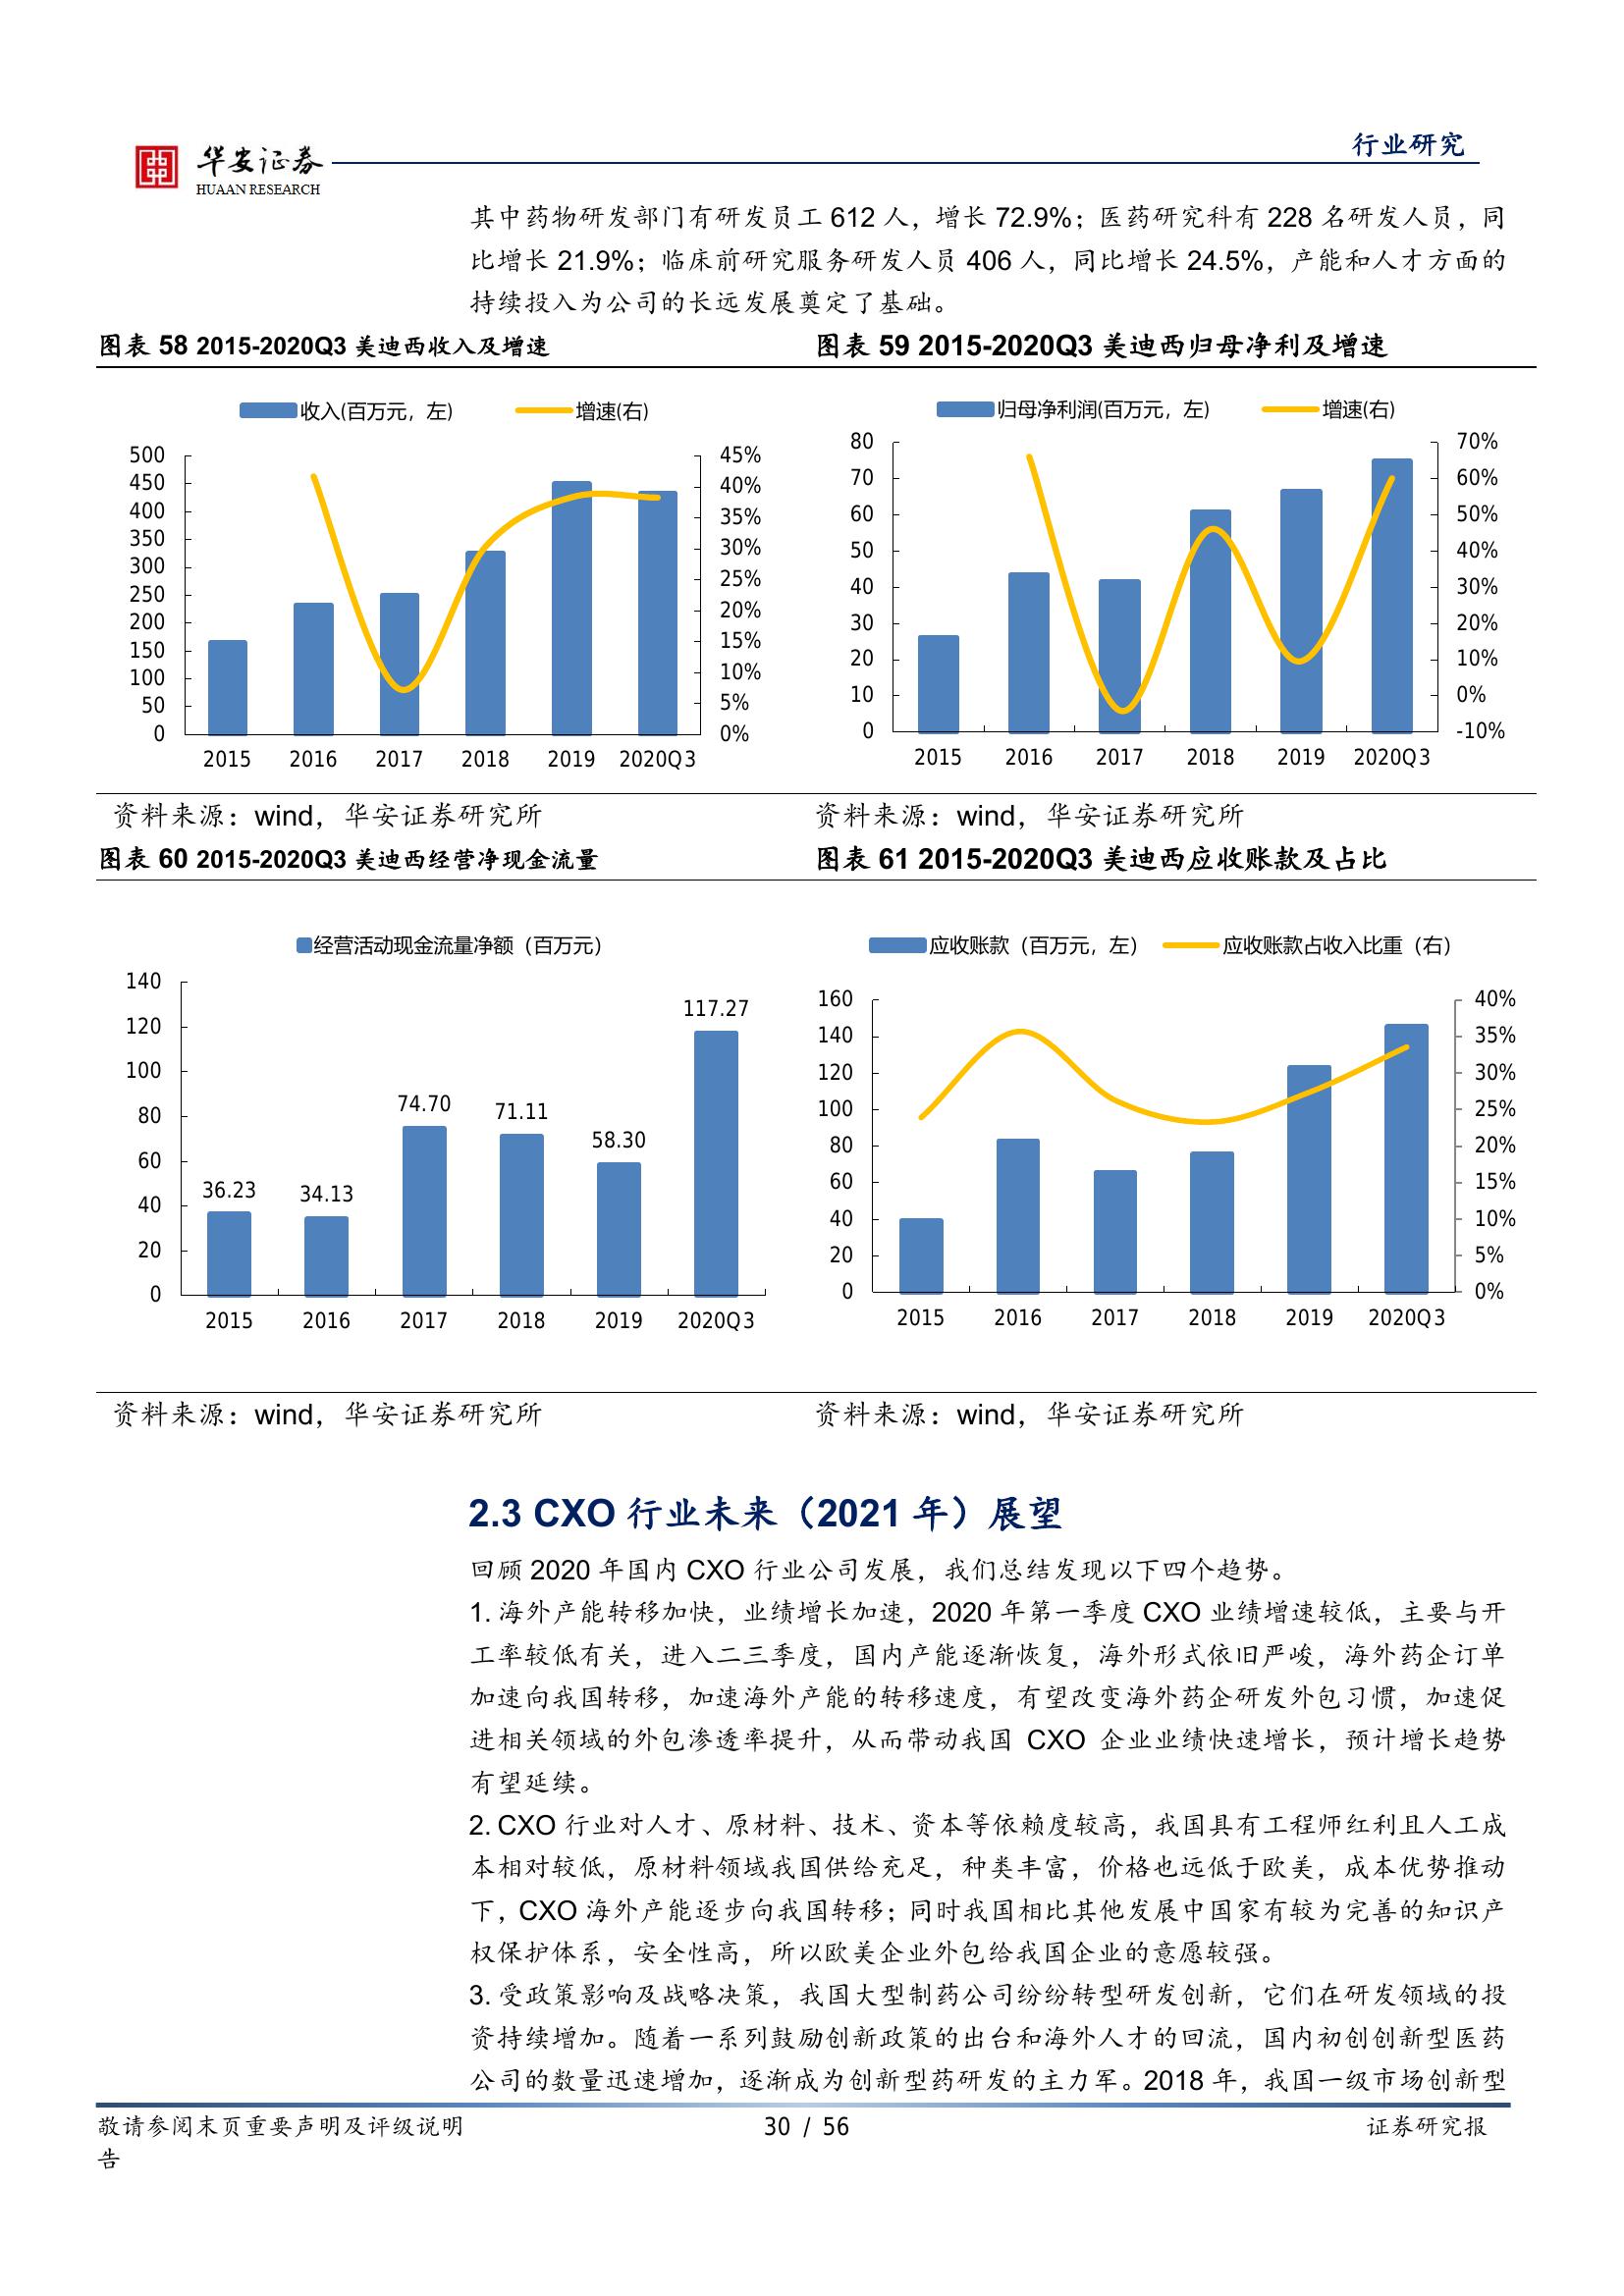 华安证券
HUAAN RESEARCH
行业研究
其中药物研发部门有研发员工 612 人，增长 72.9%；医药研究科有 228 名研发人员，同
比增长 21.9%；临床前研究服务研发人员 406 人，同比增长 24.5%，产能和人才方面的
持续投入为公司的长远发展奠定了基础。
图表 58 2015-2020Q3 美迪西收入及增速
收入(百万元，左)
增速(右)
500
450
400
350
300
250
200
150
100
50
0
45%
40%
35%
30%
25%
20%
15%
10%
5%
0%
2015 2016 2017 2018 2019 2020Q3
资料来源：wind，华安证券研究所
图表 59 2015-2020Q3 美迪西归母净利及增速
归母净利润(百万元，左)
增速(右)
80
70
60
50
40
30
20
10
0
70%
60%
50%
40%
30%
20%
10%
0%
-10%
2015 2016 2017 2018 2019 2020Q3
资料来源：wind，华安证券研究所
图表 60 2015-2020Q3 美迪西经营净现金流量
经营活动现金流量净额（百万元）
140
120
100
80
60
40
20
0
36.23
34.13
74.70
71.11
58.30
117.27
2015 2016 2017 2018 2019 2020Q3
资料来源：wind，华安证券研究所
图表 61 2015-2020Q3 美迪西应收账款及占比
应收账款（百万元，左）
应收账款占收入比重（右）
160
140
120
100
80
60
40
20
0
40%
35%
30%
25%
20%
15%
10%
5%
0%
2015 2016 2017 2018 2019 2020Q3
资料来源：wind，华安证券研究所
2.3 CXO 行业未来（2021 年）展望
回顾 2020 年国内 CXO 行业公司发展，我们总结发现以下四个趋势。
1. 海外产能转移加快，业绩增长加速，2020 年第一季度 CXO 业绩增速较低，主要与开
工率较低有关，进入二三季度，国内产能逐渐恢复，海外形式依旧严峻，海外药企订单
加速向我国转移，加速海外产能的转移速度，有望改变海外药企研发外包习惯，加速促
进相关领域的外包渗透率提升，从而带动我国 CXO 企业业绩快速增长，预计增长趋势
有望延续。
2. CXO 行业对人才、原材料、技术、资本等依赖度较高，我国具有工程师红利且人工成
本相对较低，原材料领域我国供给充足，种类丰富，价格也远低于欧美，成本优势推动
下，CXO 海外产能逐步向我国转移；同时我国相比其他发展中国家有较为完善的知识产
权保护体系，安全性高，所以欧美企业外包给我国企业的意愿较强。
3. 受政策影响及战略决策，我国大型制药公司纷纷转型研发创新，它们在研发领域的投
资持续增加。随着一系列鼓励创新政策的出台和海外人才的回流，国内初创创新型医药
公司的数量迅速增加，逐渐成为创新型药研发的主力军。2018 年，我国一级市场创新型
敬请参阅末页重要声明及评级说明
30 / 56
证券研究报
告